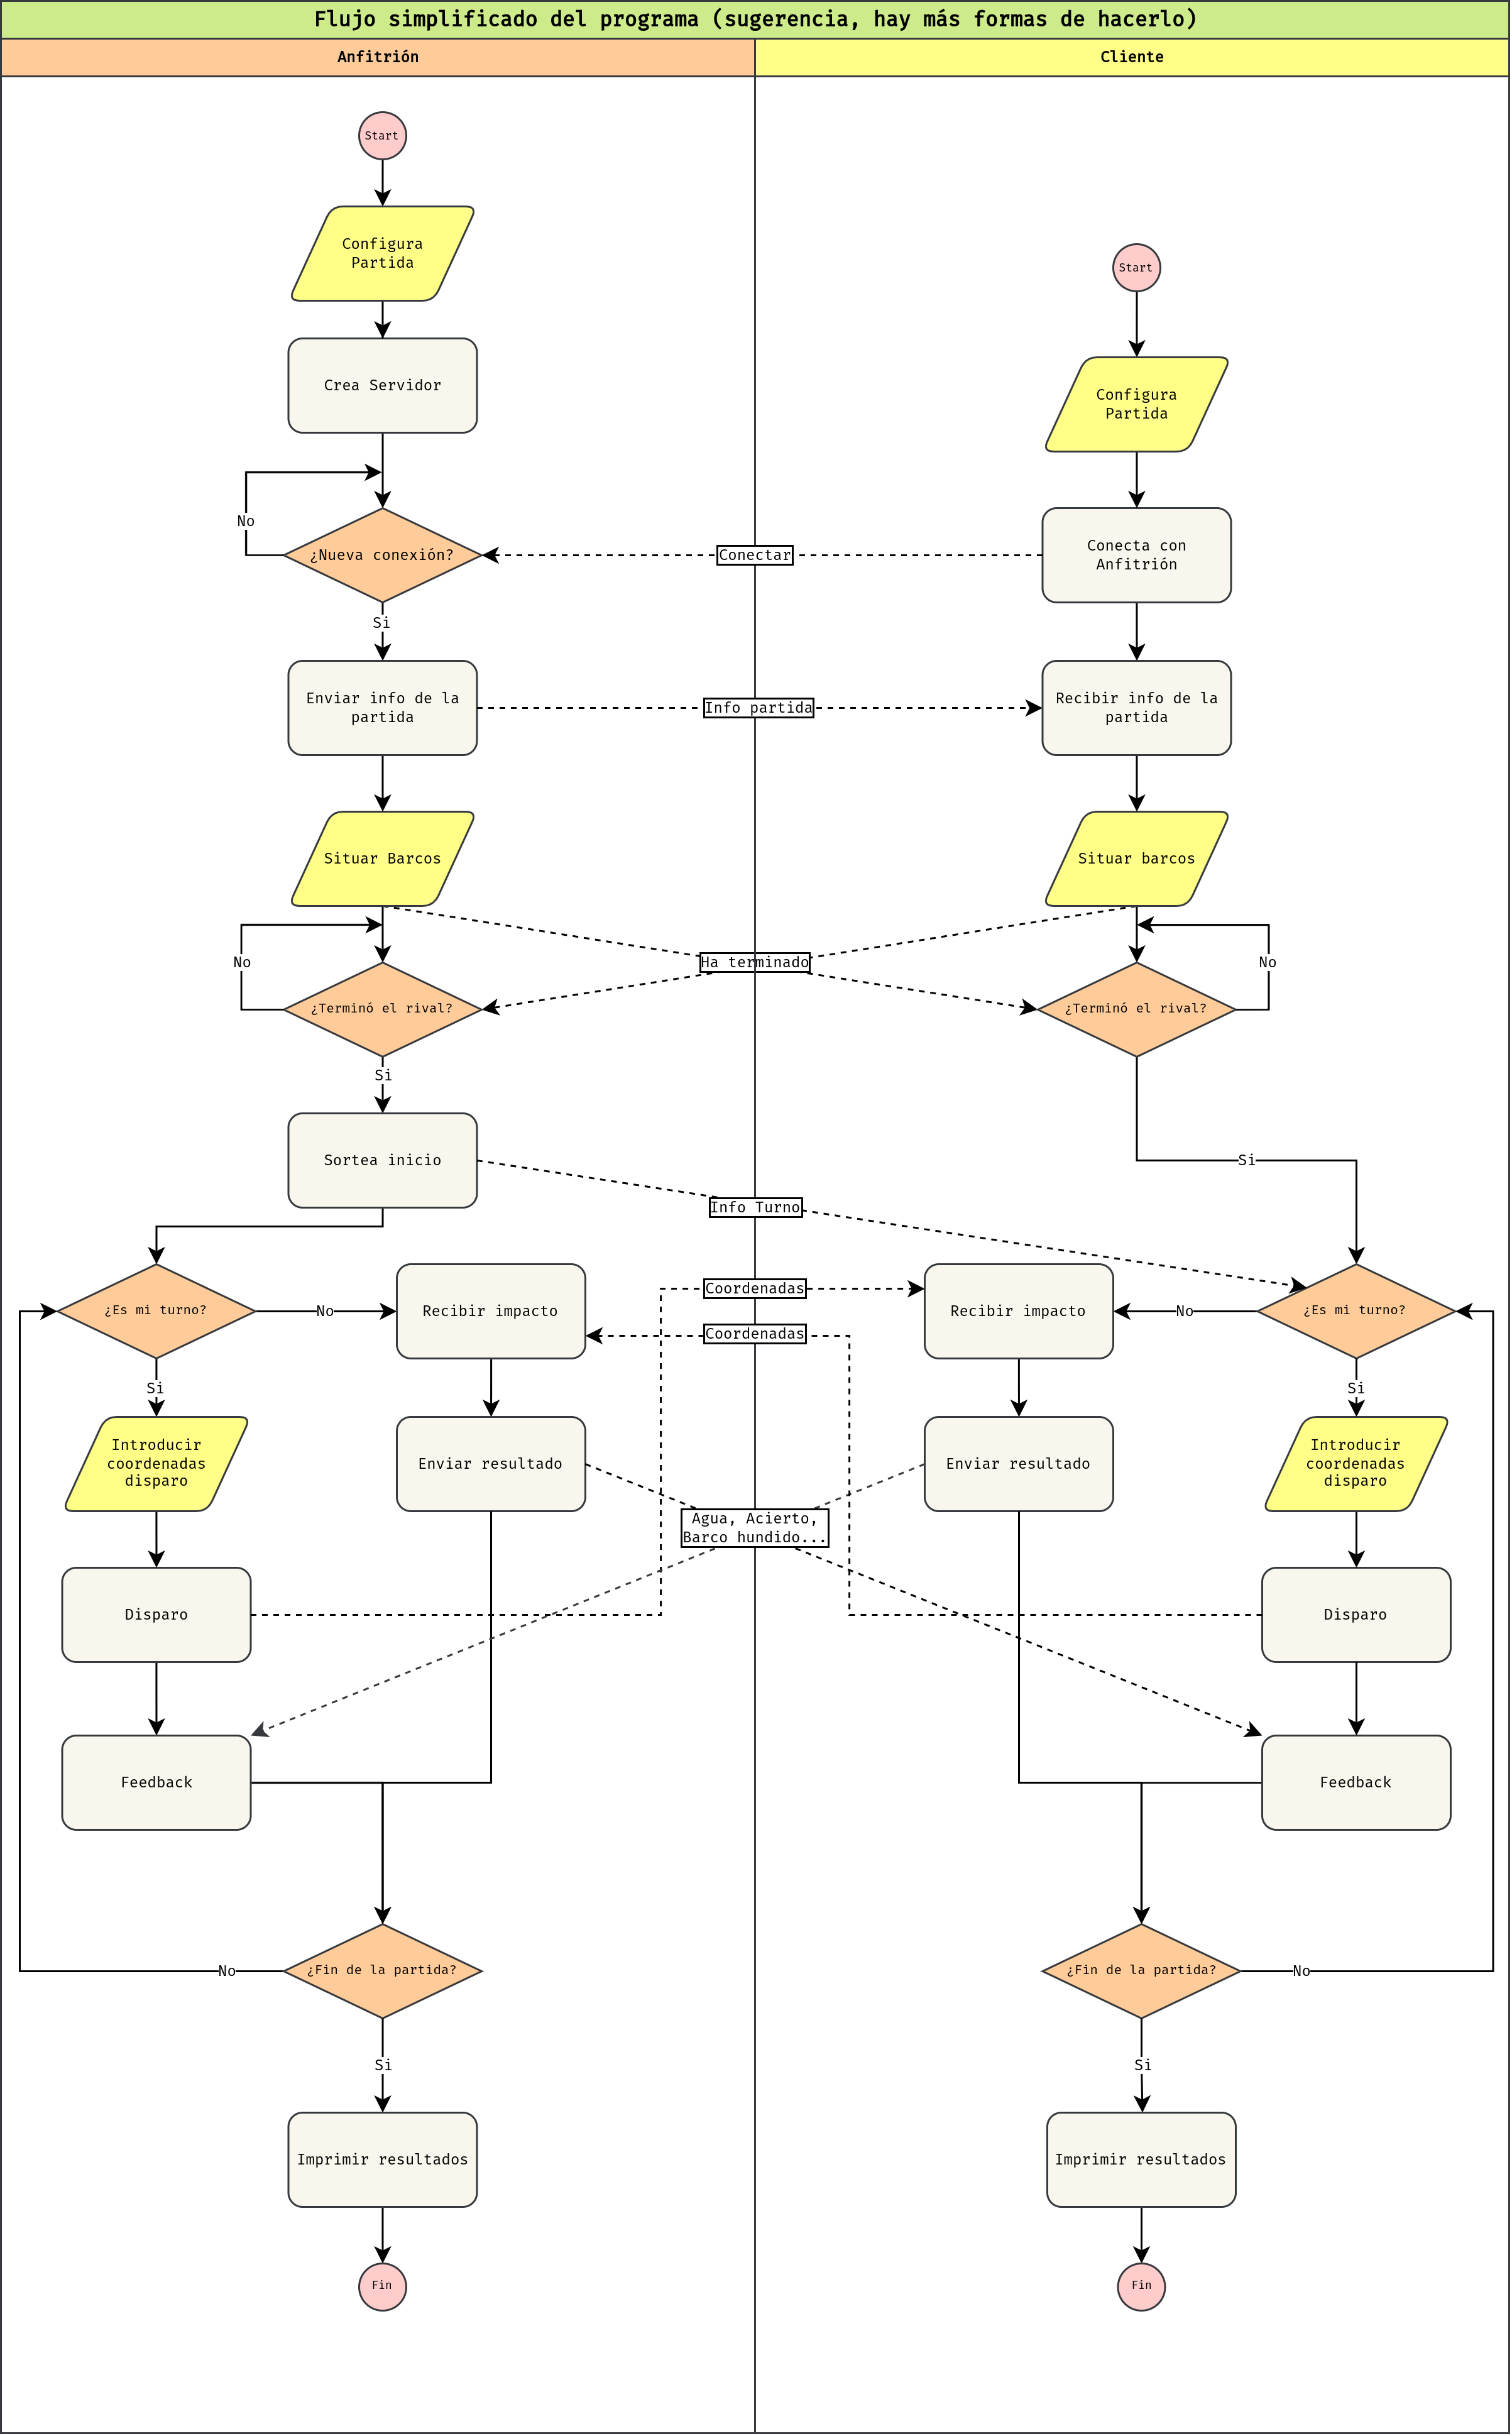 Flujo simplificado del programa (sugerencia, hay más formas de hacerlo)
Anfitrión
Cliente
Start
Configura
Partida
Start
Crea Servidor
Configura
Partida
No
¿Nueva conexión?
Conectar
Conecta con
Anfitrión
Si
Enviar info de la
partida
Info partida
Recibir info de la
partida
Situar Barcos
Situar barcos
No
Ha terminado
No
¿Terminó el rival?
¿Terminó el rival?
Si
Sortea inicio
Si
Info Turno
Coordenadas
¿Es mi turno?
No
Recibir impacto
Recibir impacto
No
¿Es mi turno?
Coordenadas
Si
Si
Introducir
coordenadas
disparo
Enviar resultado
Enviar resultado
Introducir
coordenadas
disparo
Agua, Acierto,
Barco hundido...
Disparo
Disparo
Feedback
Feedback
No
¿Fin de la partida?
¿Fin de la partida?
No
Si
Si
Imprimir resultados
Imprimir resultados
Fin
Fin